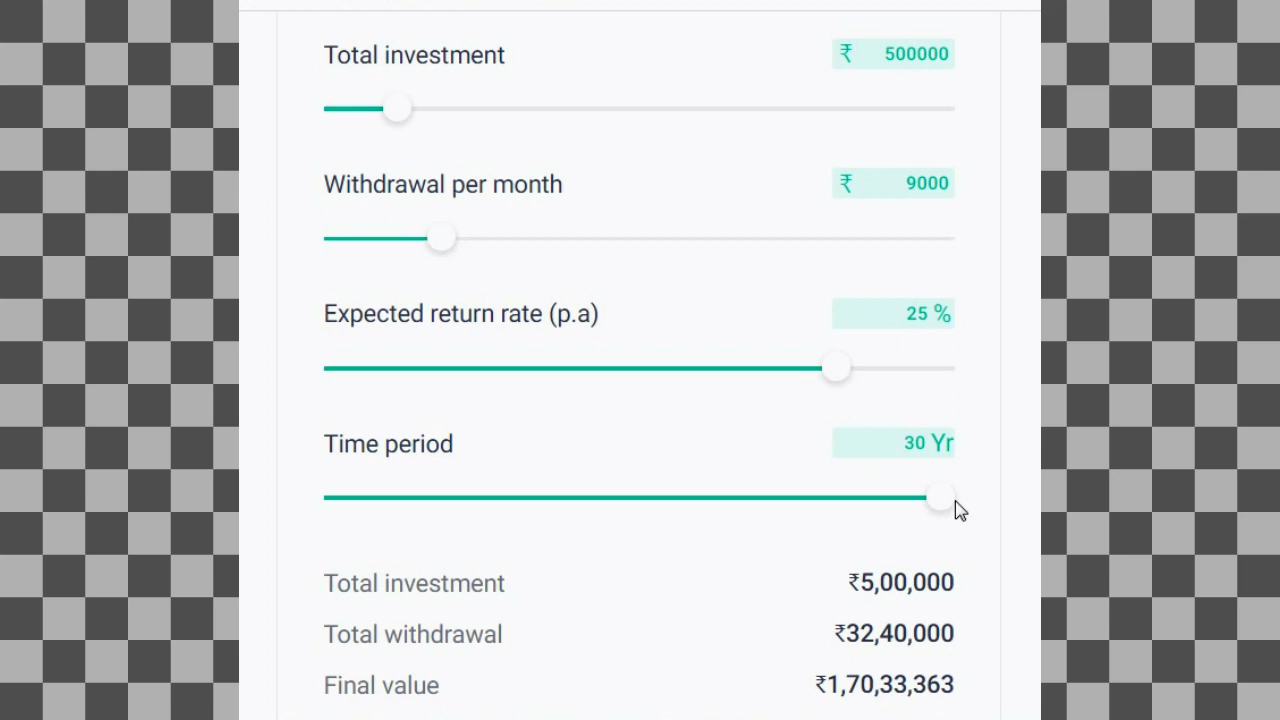 Total investment ₹ 500000
Withdrawal per month ₹ 9000
Expected return rate (p.a) 25 %
Time period 30 Yr
Total investment ₹5,00,000
Total withdrawal ₹32,40,000
Final value ₹1,70,33,363